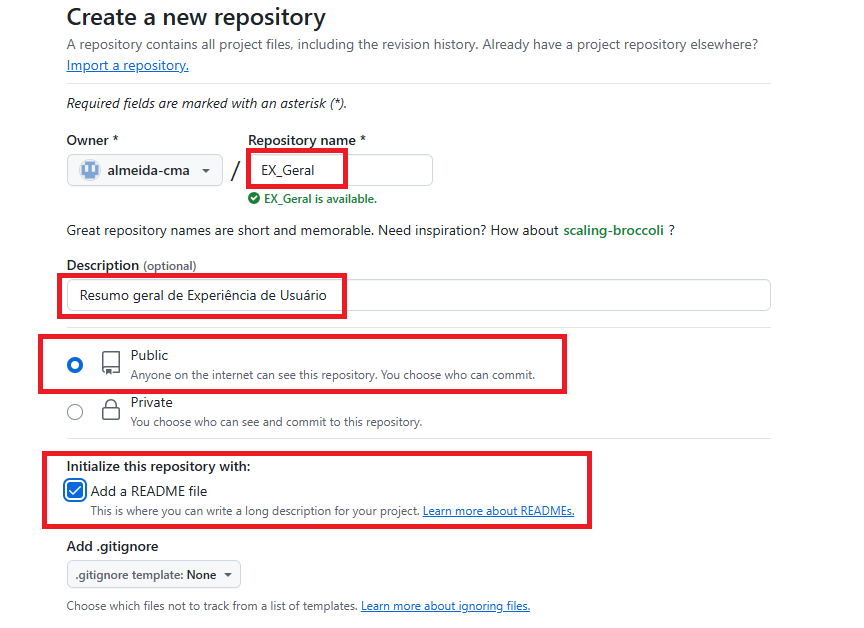 Create a new repository
A repository contains all project files, including the revision history. Already have a project repository elsewhere?
Import a repository.
Required fields are marked with an asterisk (*).
Owner *
Repository name *
almeida-cma
/
EX_Geral
EX_Geral is available.
Great repository names are short and memorable. Need inspiration? How about scaling-broccoli ?
Description (optional)
Resumo geral de Experiência de Usuário
Public
Anyone on the internet can see this repository. You choose who can commit.
Private
You choose who can see and commit to this repository.
Initialize this repository with:
Add a README file
This is where you can write a long description for your project. Learn more about READMEs.
Add .gitignore
.gitignore template: None
Choose which files not to track from a list of templates. Learn more about ignoring files.